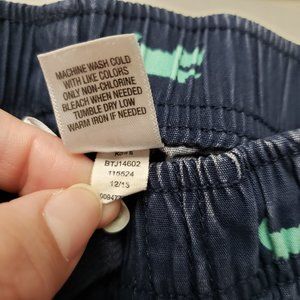 MACHINE WASH COLD
WITH LIKE COLORS
ONLY NON-CHLORINE
BLEACH WHEN NEEDED
TUMBLE DRY LOW
WARM IRON IF NEEDED
BTJ14602
115524
12/13